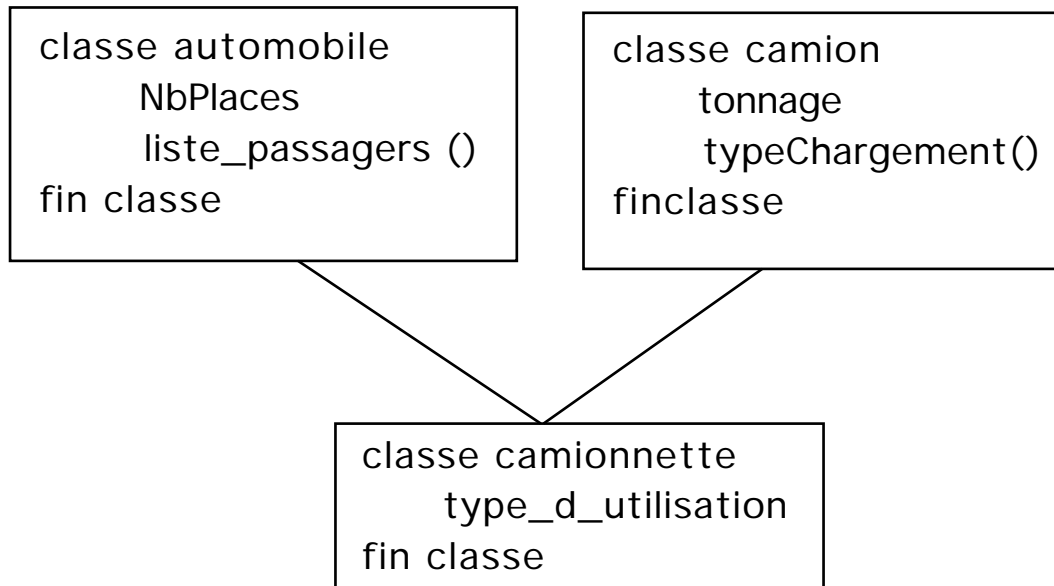 classe automobile
NbPlaces
liste_passagers ()
fin classe
classe camion
tonnage
typeChargement()
finclasse
classe camionnette
type_d_utilisation
fin classe